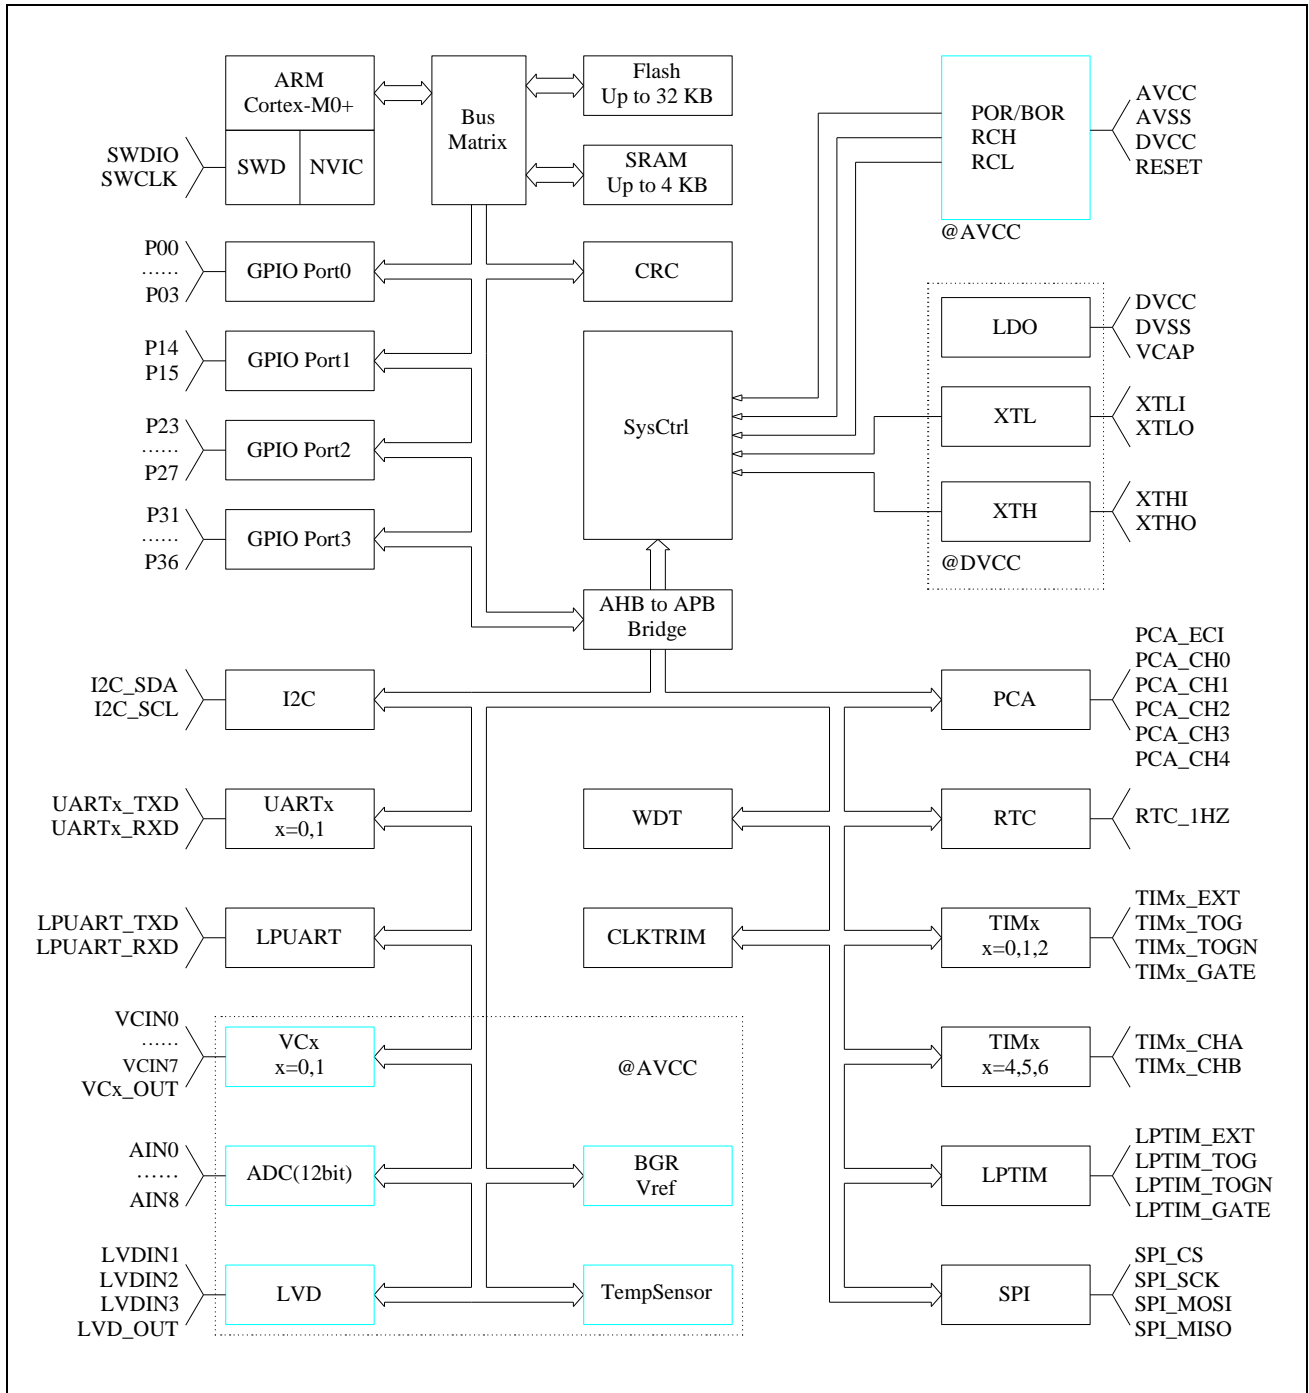 ARM
Cortex-M0+
SWD
NVIC
SWDIO
SWCLK
Bus
Matrix
Flash
Up to 32 KB
SRAM
Up to 4 KB
POR/BOR
RCH
RCL
@AVCC
AVCC
AVSS
DVCC
RESET
P00
......
P03
GPIO Port0
CRC
P14
P15
GPIO Port1
P23
......
P27
GPIO Port2
P31
......
P36
GPIO Port3
SysCtrl
LDO
DVCC
DVSS
VCAP
XTL
XTLI
XTLO
XTH
XTHI
XTHO
@DVCC
AHB to APB
Bridge
I2C_SDA
I2C_SCL
I2C
PCA
PCA_ECI
PCA_CH0
PCA_CH1
PCA_CH2
PCA_CH3
PCA_CH4
UARTx_TXD
UARTx_RXD
UARTx
x=0,1
WDT
RTC
RTC_1HZ
LPUART_TXD
LPUART_RXD
LPUART
CLKTRIM
TIMx
x=0,1,2
TIMx_EXT
TIMx_TOG
TIMx_TOGN
TIMx_GATE
VCIN0
......
VCIN7
VCx_OUT
VCx
x=0,1
@AVCC
TIMx
x=4,5,6
TIMx_CHA
TIMx_CHB
AIN0
......
AIN8
ADC(12bit)
BGR
Vref
LPTIM
LPTIM_EXT
LPTIM_TOG
LPTIM_TOGN
LPTIM_GATE
LVDIN1
LVDIN2
LVDIN3
LVD_OUT
LVD
TempSensor
SPI
SPI_CS
SPI_SCK
SPI_MOSI
SPI_MISO